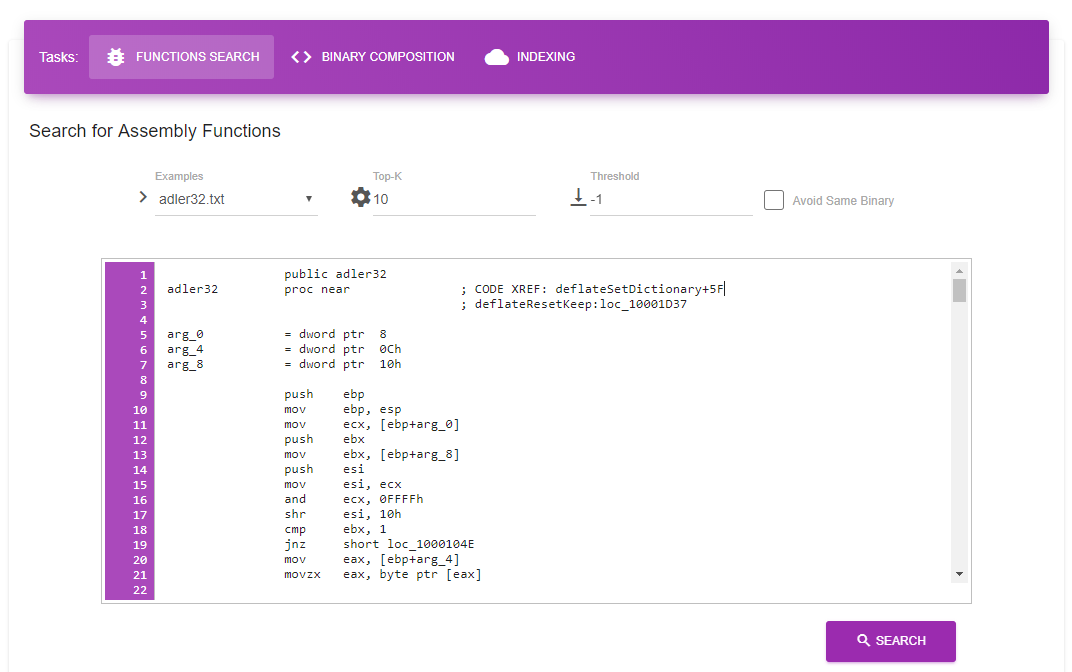 Tasks: FUNCTIONS SEARCH BINARY COMPOSITION INDEXING
Search for Assembly Functions
Examples Top-K Threshold
adler32.txt 10 -1 Avoid Same Binary
1 public adler32
2 adler32 proc near ; CODE XREF: deflateSetDictionary+5F
3 ; deflateResetKeep:loc_10001D37
4
5 arg_0 = dword ptr 8
6 arg_4 = dword ptr 0Ch
7 arg_8 = dword ptr 10h
8
9 push ebp
10 mov ebp, esp
11 mov ecx, [ebp+arg_0]
12 push ebx
13 mov ebx, [ebp+arg_8]
14 push esi
15 mov esi, ecx
16 and ecx, 0FFFFh
17 shr esi, 10h
18 cmp ebx, 1
19 jnz short loc_1000104E
20 mov eax, [ebp+arg_4]
21 movzx eax, byte ptr [eax]
22
SEARCH